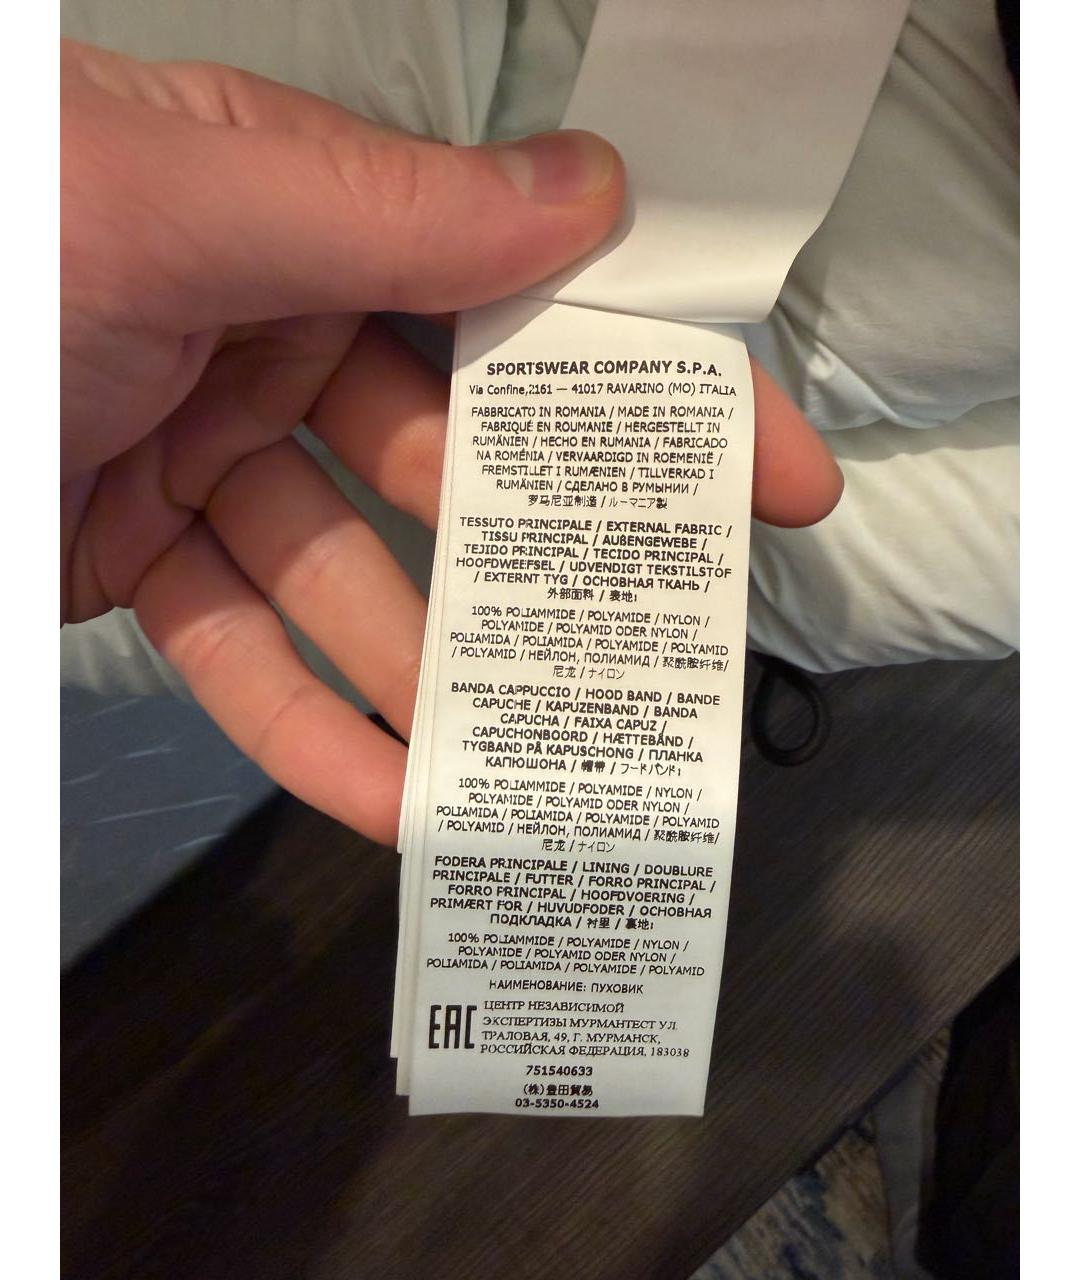 SPORTSWEAR COMPANY S.P.A.
Via Confine,2161 — 41017 RAVARINO (MO) ITALIA
FABBRICATO IN ROMANIA / MADE IN ROMANIA /
FABRIQUÉ EN ROUMANIE / HERGESTELLT IN
RUMÄNIEN / HECHO EN RUMANIA / FABRICADO
NA ROMÉNIA / VERVAARDIGD IN ROEMENIË /
FREMSTILLET I RUMÆNIEN / TILLVERKAD I
RUMÄNIEN / СДЕЛАНО В РУМЫНИИ /
罗马尼亚制造 / ルーマニア製
TESSUTO PRINCIPALE / EXTERNAL FABRIC /
TISSU PRINCIPAL / AUßENGEWEBE /
TEJIDO PRINCIPAL / TECIDO PRINCIPAL /
HOOFDWEEFSEL / UDVENDIGT TEKSTILSTOF
/ EXTERNT TYG / ОСНОВНАЯ ТКАНЬ /
外部面料 / 裏地:
100% POLIAMMIDE / POLYAMIDE / NYLON /
POLYAMIDE / POLYAMID ODER NYLON /
POLIAMIDA / POLIAMIDA / POLYAMIDE / POLYAMID
/ POLYAMID / НЕЙЛОН, ПОЛИАМИД / 聚酰胺纤维/
尼龙 / ナイロン
BANDA CAPPUCCIO / HOOD BAND / BANDE
CAPUCHE / KAPUZENBAND / BANDA
CAPUCHA / FAIXA CAPUZ /
CAPUCHONBOORD / HÆTTEBÅND /
TYGBAND PÅ KAPUSCHONG / ПЛАНКА
КАПЮШОНА / 帽帶 / フードバンド:
100% POLIAMMIDE / POLYAMIDE / NYLON /
POLYAMIDE / POLYAMID ODER NYLON /
POLIAMIDA / POLIAMIDA / POLYAMIDE / POLYAMID
/ POLYAMID / НЕЙЛОН, ПОЛИАМИД / 聚酰胺纤维/
尼龙 / ナイロン
FODERA PRINCIPALE / LINING / DOUBLURE
PRINCIPALE / FUTTER / FORRO PRINCIPAL /
FORRO PRINCIPAL / HOOFDVOERING /
PRIMÆRT FOR / HUVUDFODER / ОСНОВНАЯ
ПОДКЛАДКА / 衬里 / 裏地:
100% POLIAMMIDE / POLYAMIDE / NYLON /
POLYAMIDE / POLYAMID ODER NYLON /
POLIAMIDA / POLIAMIDA / POLYAMIDE / POLYAMID
НАИМЕНОВАНИЕ: ПУХОВИК
EAC
ЦЕНТР НЕЗАВИСИМОЙ
ЭКСПЕРТИЗЫ МУРМАНТЕСТ УЛ.
ТРАЛОВАЯ, 49, Г. МУРМАНСК,
РОССИЙСКАЯ ФЕДЕРАЦИЯ, 183038
751540633
(株)豊田貿易
03-5350-4524